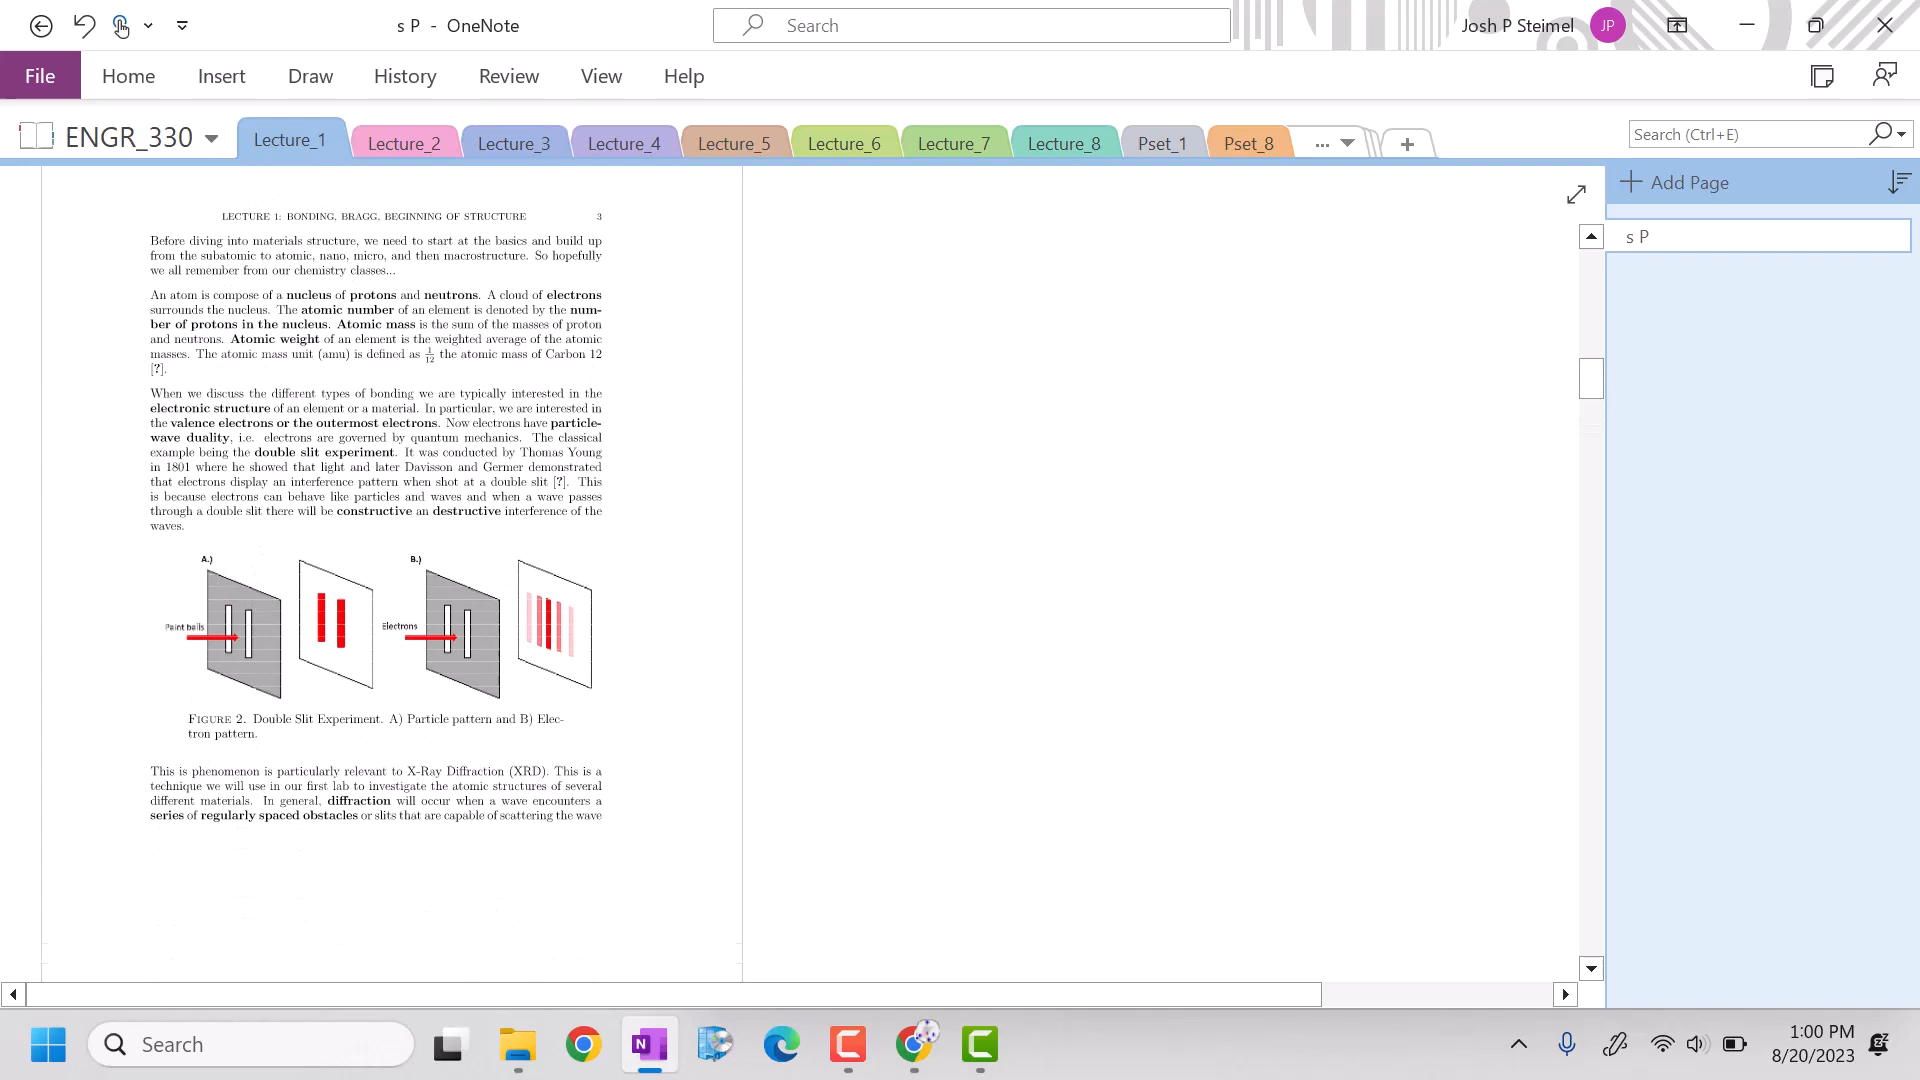 s P - OneNote
Search
Josh P Steimel
JP
File
Home
Insert
Draw
History
Review
View
Help
ENGR_330
Lecture_1
Lecture_2
Lecture_3
Lecture_4
Lecture_5
Lecture_6
Lecture_7
Lecture_8
Pset_1
Pset_8
...
Search (Ctrl+E)
Add Page
s P
LECTURE 1: BONDING, BRAGG, BEGINNING OF STRUCTURE 3
Before diving into materials structure, we need to start at the basics and build up
from the subatomic to atomic, nano, micro, and then macrostructure. So hopefully
we all remember from our chemistry classes...
An atom is compose of a nucleus of protons and neutrons. A cloud of electrons
surrounds the nucleus. The atomic number of an element is denoted by the num-
ber of protons in the nucleus. Atomic mass is the sum of the masses of proton
and neutrons. Atomic weight of an element is the weighted average of the atomic
masses. The atomic mass unit (amu) is defined as 1/12 the atomic mass of Carbon 12
[?].
When we discuss the different types of bonding we are typically interested in the
electronic structure of an element or a material. In particular, we are interested in
the valence electrons or the outermost electrons. Now electrons have particle-
wave duality, i.e. electrons are governed by quantum mechanics. The classical
example being the double slit experiment. It was conducted by Thomas Young
in 1801 where he showed that light and later Davisson and Germer demonstrated
that electrons display an interference pattern when shot at a double slit [?]. This
is because electrons can behave like particles and waves and when a wave passes
through a double slit there will be constructive an destructive interference of the
waves.
A.)
B.)
Paint balls
Electrons
FIGURE 2. Double Slit Experiment. A) Particle pattern and B) Elec-
tron pattern.
This is phenomenon is particularly relevant to X-Ray Diffraction (XRD). This is a
technique we will use in our first lab to investigate the atomic structures of several
different materials. In general, diffraction will occur when a wave encounters a
series of regularly spaced obstacles or slits that are capable of scattering the wave
Search
1:00 PM
8/20/2023